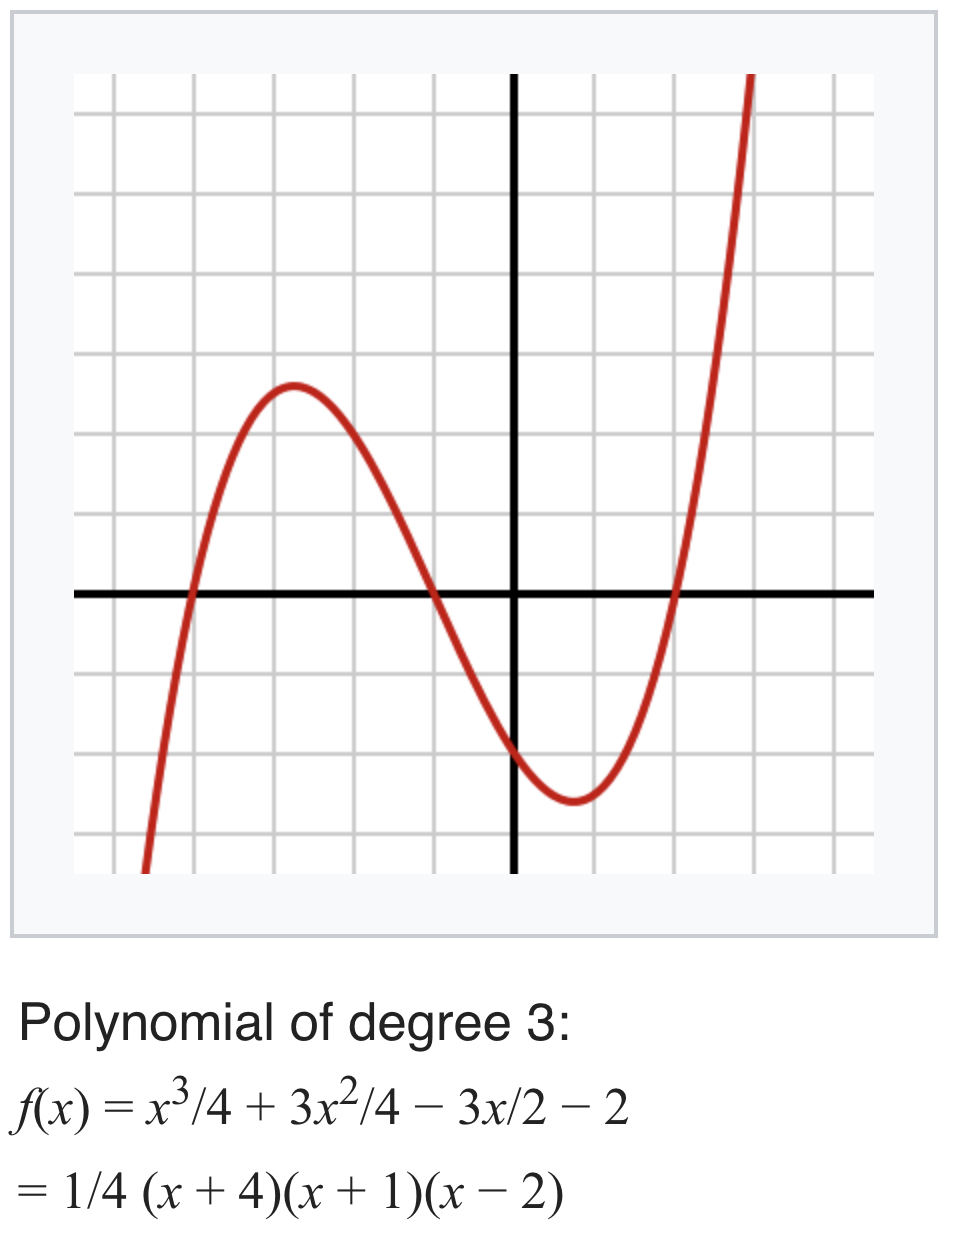 Polynomial of degree 3:
f(x) = x³/4 + 3x²/4 − 3x/2 − 2
= 1/4 (x + 4)(x + 1)(x − 2)